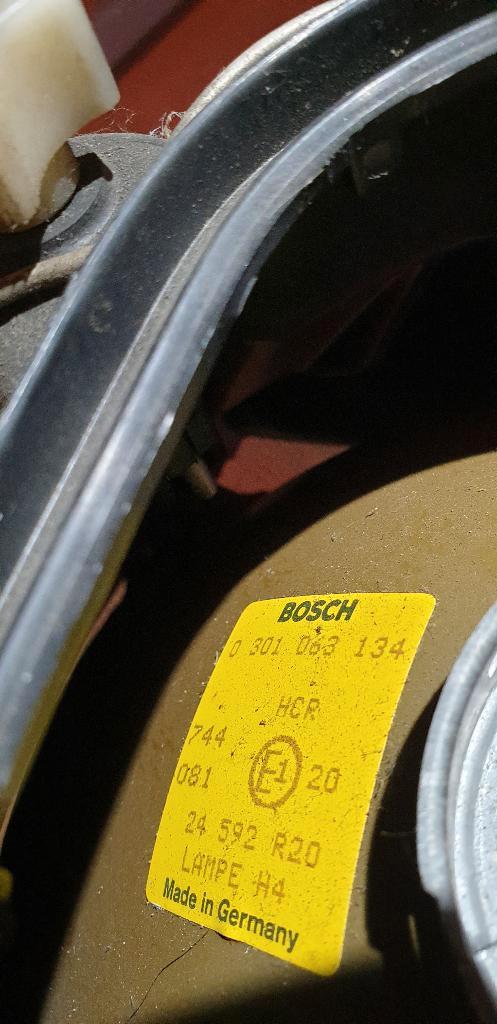 BOSCH
0 301 063 134
HCR
744
081 E1 20
24 592 R20
LAMPE H4
Made in Germany